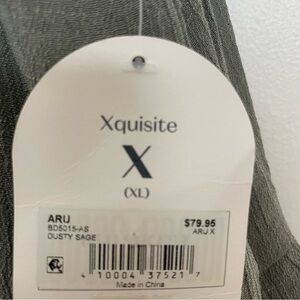 Xquisite
X
(XL)
ARU $79.95
BD5015-AS ARU X
DUSTY SAGE
4 10004 37521 7
Made in China